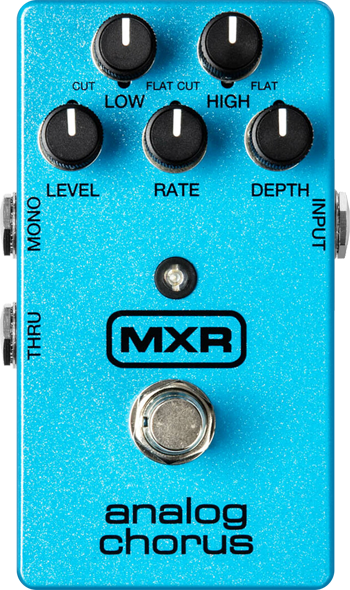 CUT FLAT CUT FLAT
LOW HIGH
LEVEL RATE DEPTH
MONO
INPUT
THRU
MXR
analog
chorus